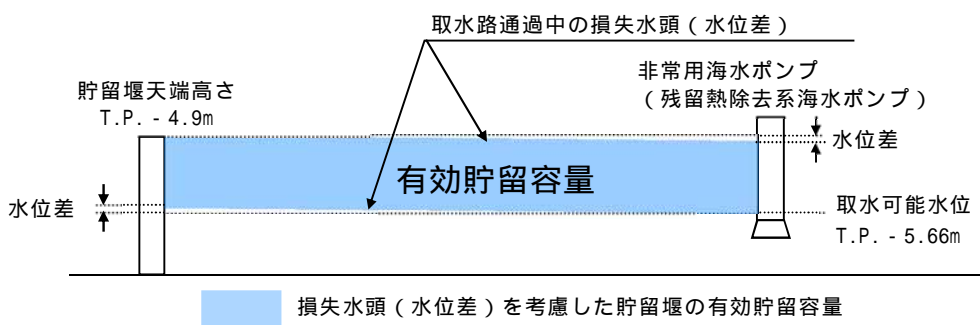 取水路通過中の損失水頭（水位差）
非常用海水ポンプ
（残留熱除去系海水ポンプ）
貯留堰天端高さ
T.P. - 4.9m
水位差
有効貯留容量
水位差
取水可能水位
T.P. - 5.66m
損失水頭（水位差）を考慮した貯留堰の有効貯留容量